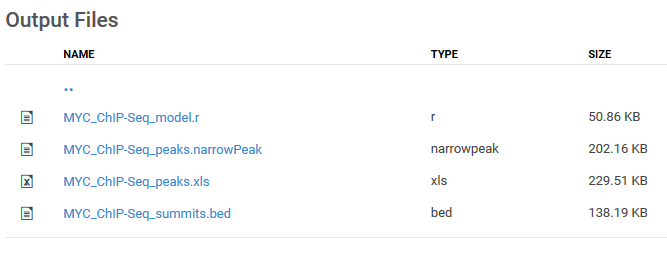 Output Files
NAME TYPE SIZE
..
MYC_ChIP-Seq_model.r r 50.86 KB
MYC_ChIP-Seq_peaks.narrowPeak narrowpeak 202.16 KB
MYC_ChIP-Seq_peaks.xls xls 229.51 KB
MYC_ChIP-Seq_summits.bed bed 138.19 KB